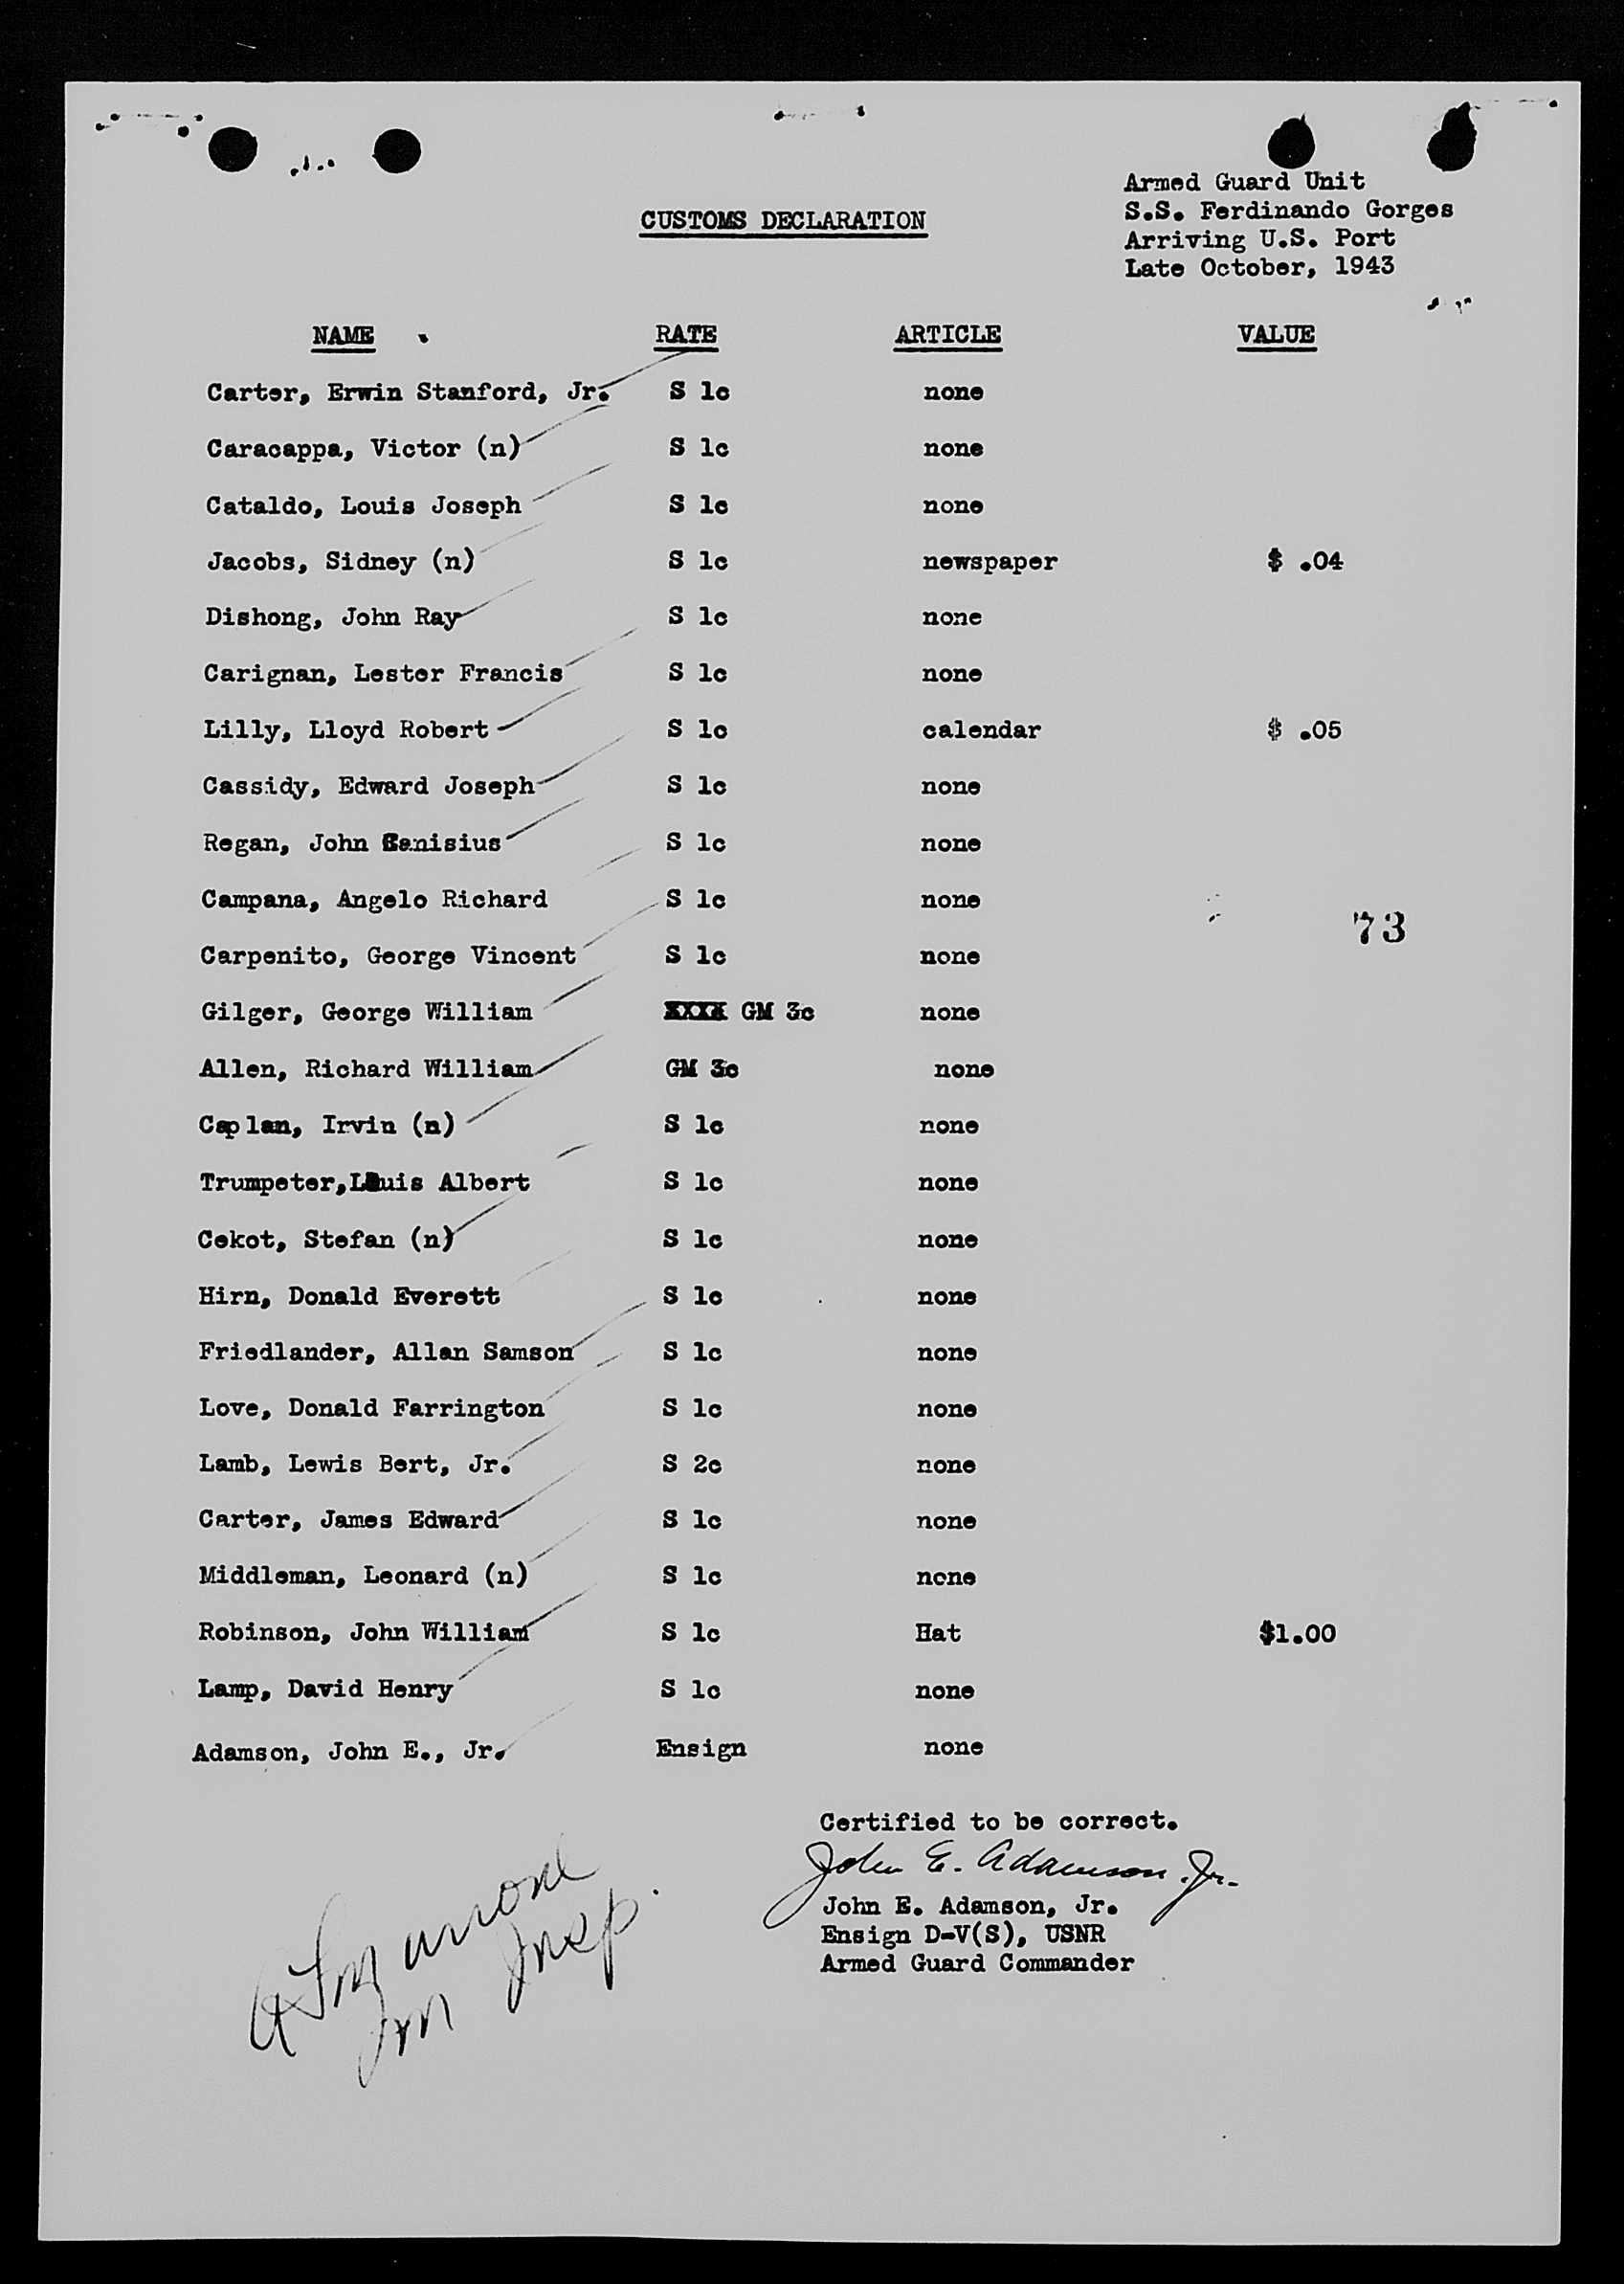 Armed Guard Unit
S.S. Ferdinando Gorges
Arriving U.S. Port
Late October, 1943
CUSTOMS DECLARATION
NAME RATE ARTICLE VALUE
Carter, Erwin Stanford, Jr. S 1c none
Caracappa, Victor (n) S 1c none
Cataldo, Louis Joseph S 1c none
Jacobs, Sidney (n) S 1c newspaper $ .04
Dishong, John Ray S 1c none
Carignan, Lester Francis S 1c none
Lilly, Lloyd Robert S 1c calendar $ .05
Cassidy, Edward Joseph S 1c none
Regan, John Canisius S 1c none
Campana, Angelo Richard S 1c none
73
Carpenito, George Vincent S 1c none
Gilger, George William XXXX GM 3c none
Allen, Richard William GM 3c none
Caplan, Irvin (n) S 1c none
Trumpeter,Louis Albert S 1c none
Cekot, Stefan (n) S 1c none
Hirn, Donald Everett S 1c none
Friedlander, Allan Samson S 1c none
Love, Donald Farrington S 1c none
Lamb, Lewis Bert, Jr. S 2c none
Carter, James Edward S 1c none
Middleman, Leonard (n) S 1c none
Robinson, John William S 1c Hat $1.00
Lamp, David Henry S 1c none
Adamson, John E., Jr. Ensign none
Certified to be correct.
John E. Adamson, Jr.
John E. Adamson, Jr.
Ensign D-V(S), USNR
Armed Guard Commander
Insp.